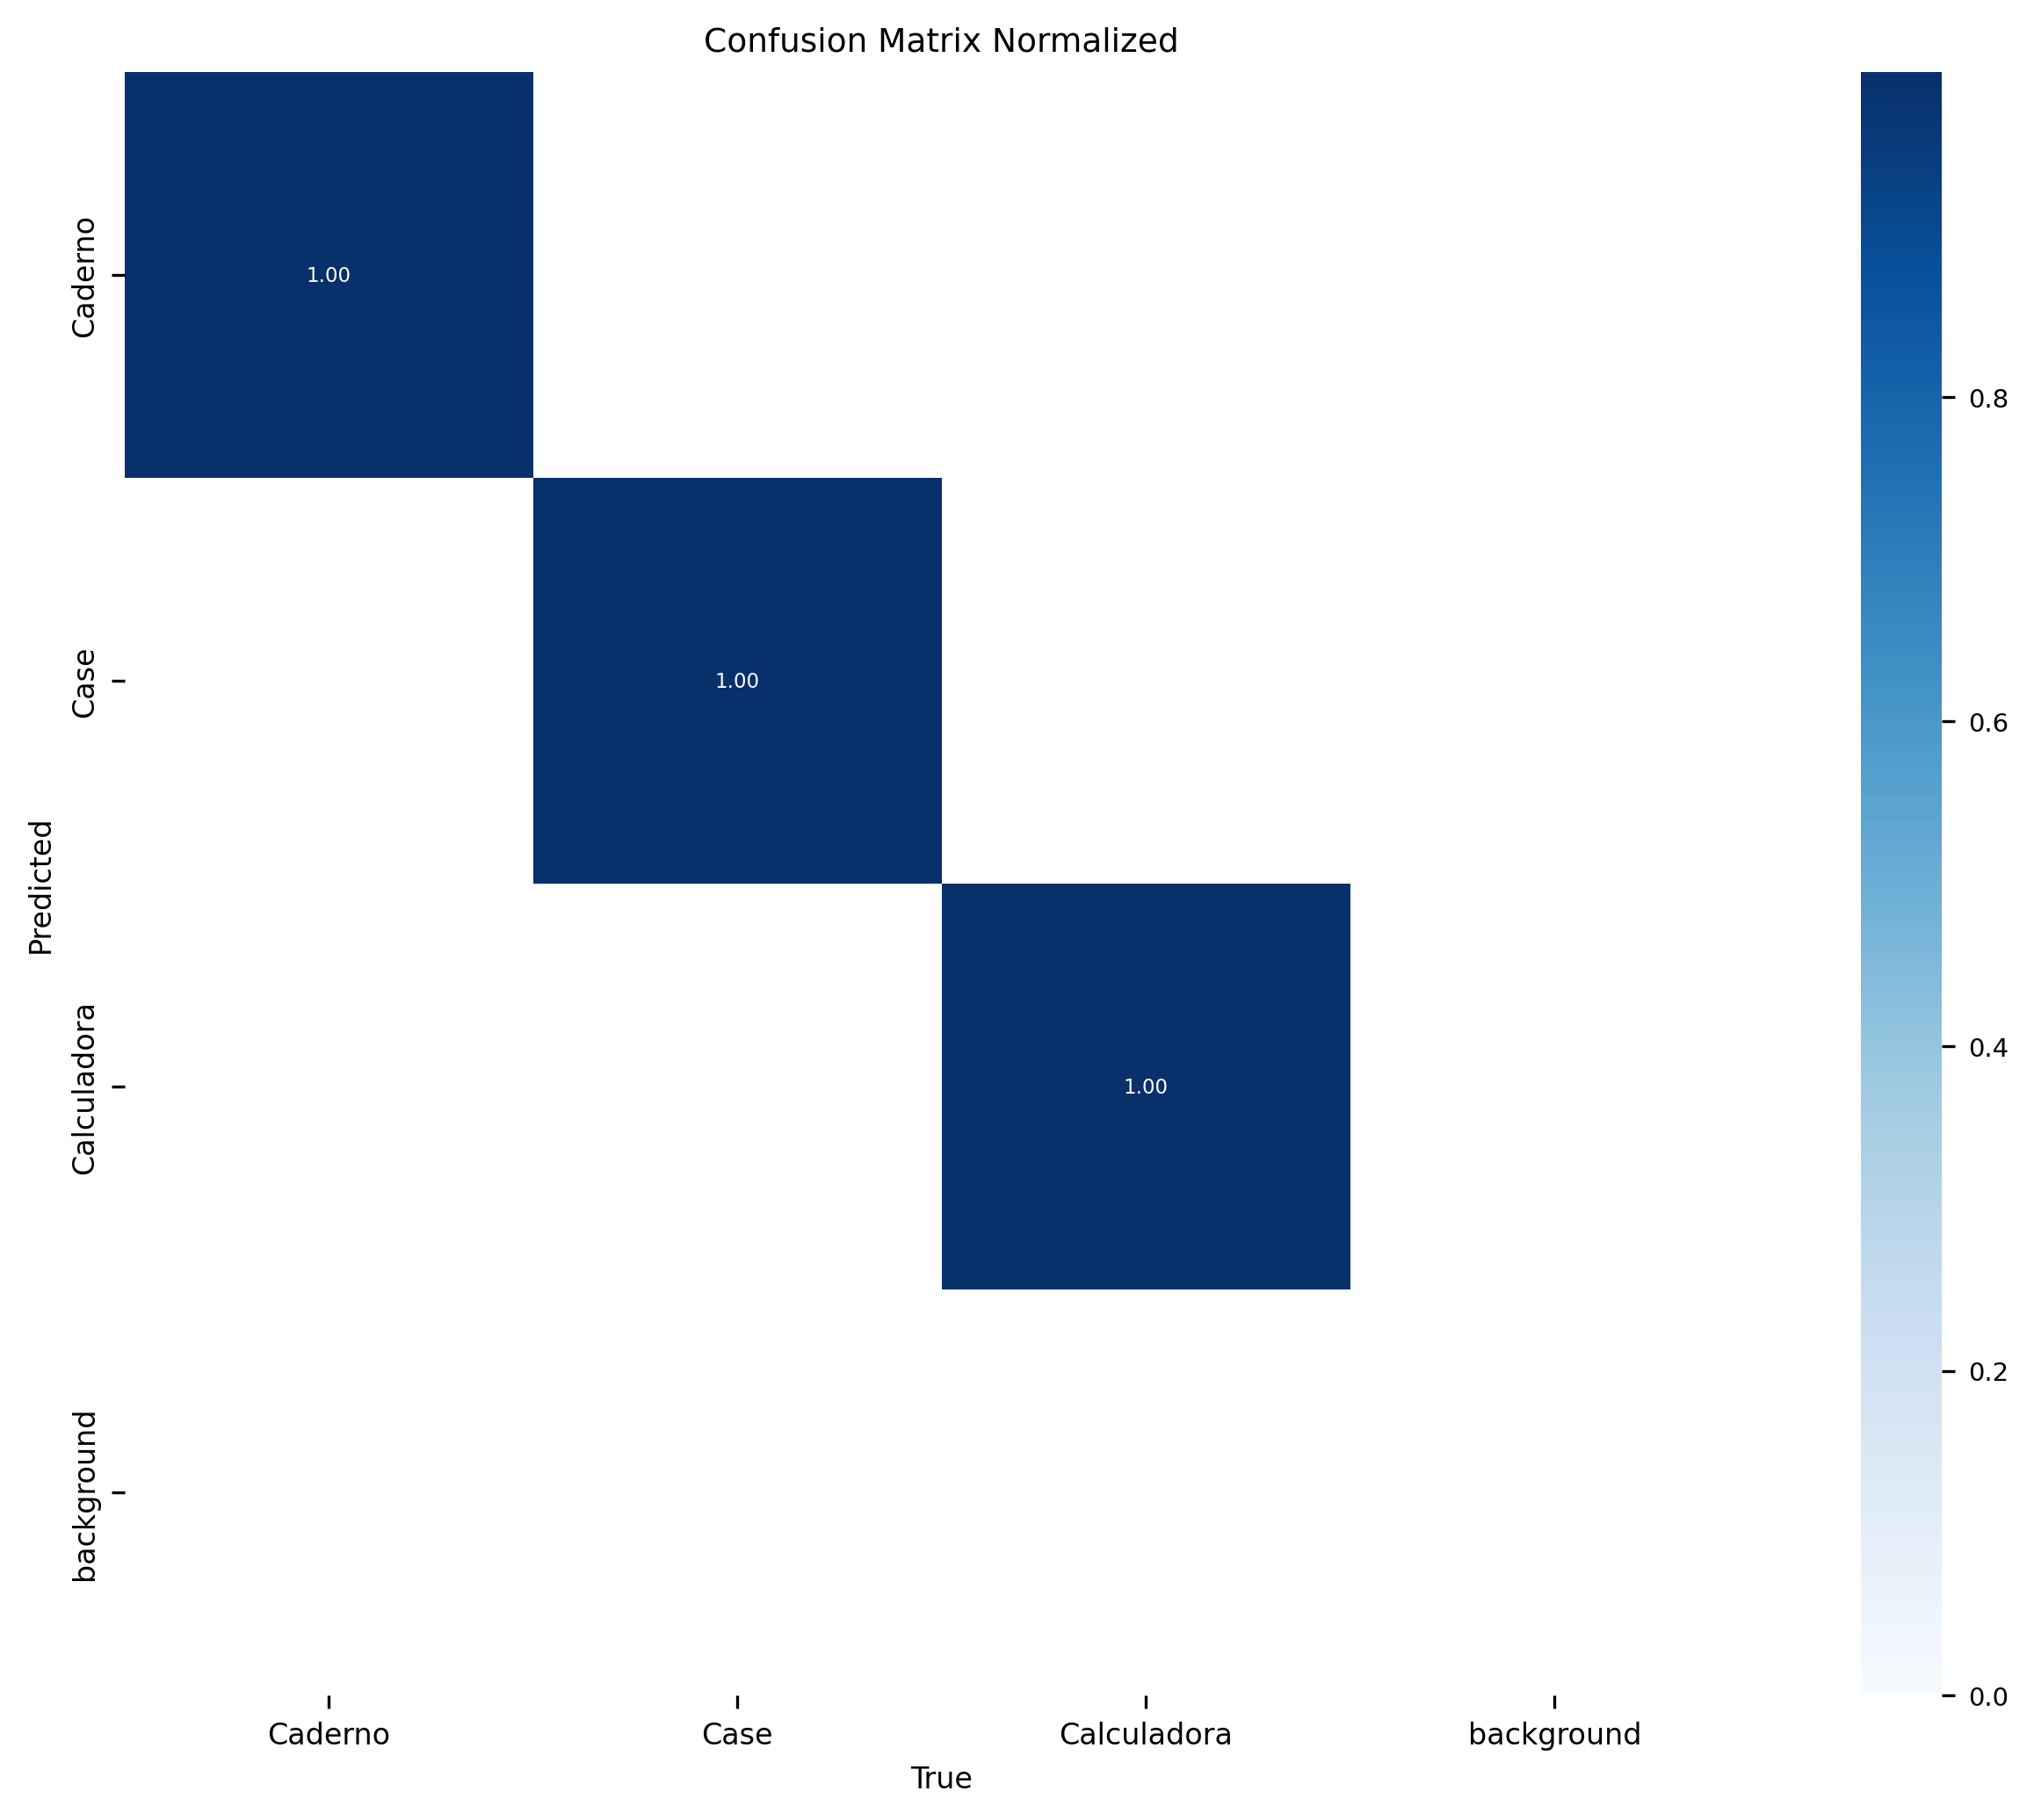 Confusion Matrix Normalized
Caderno
1.00
0.8
0.6
Case
1.00
Predicted
Calculadora
1.00
0.4
0.2
background
0.0
Caderno Case Calculadora background
True